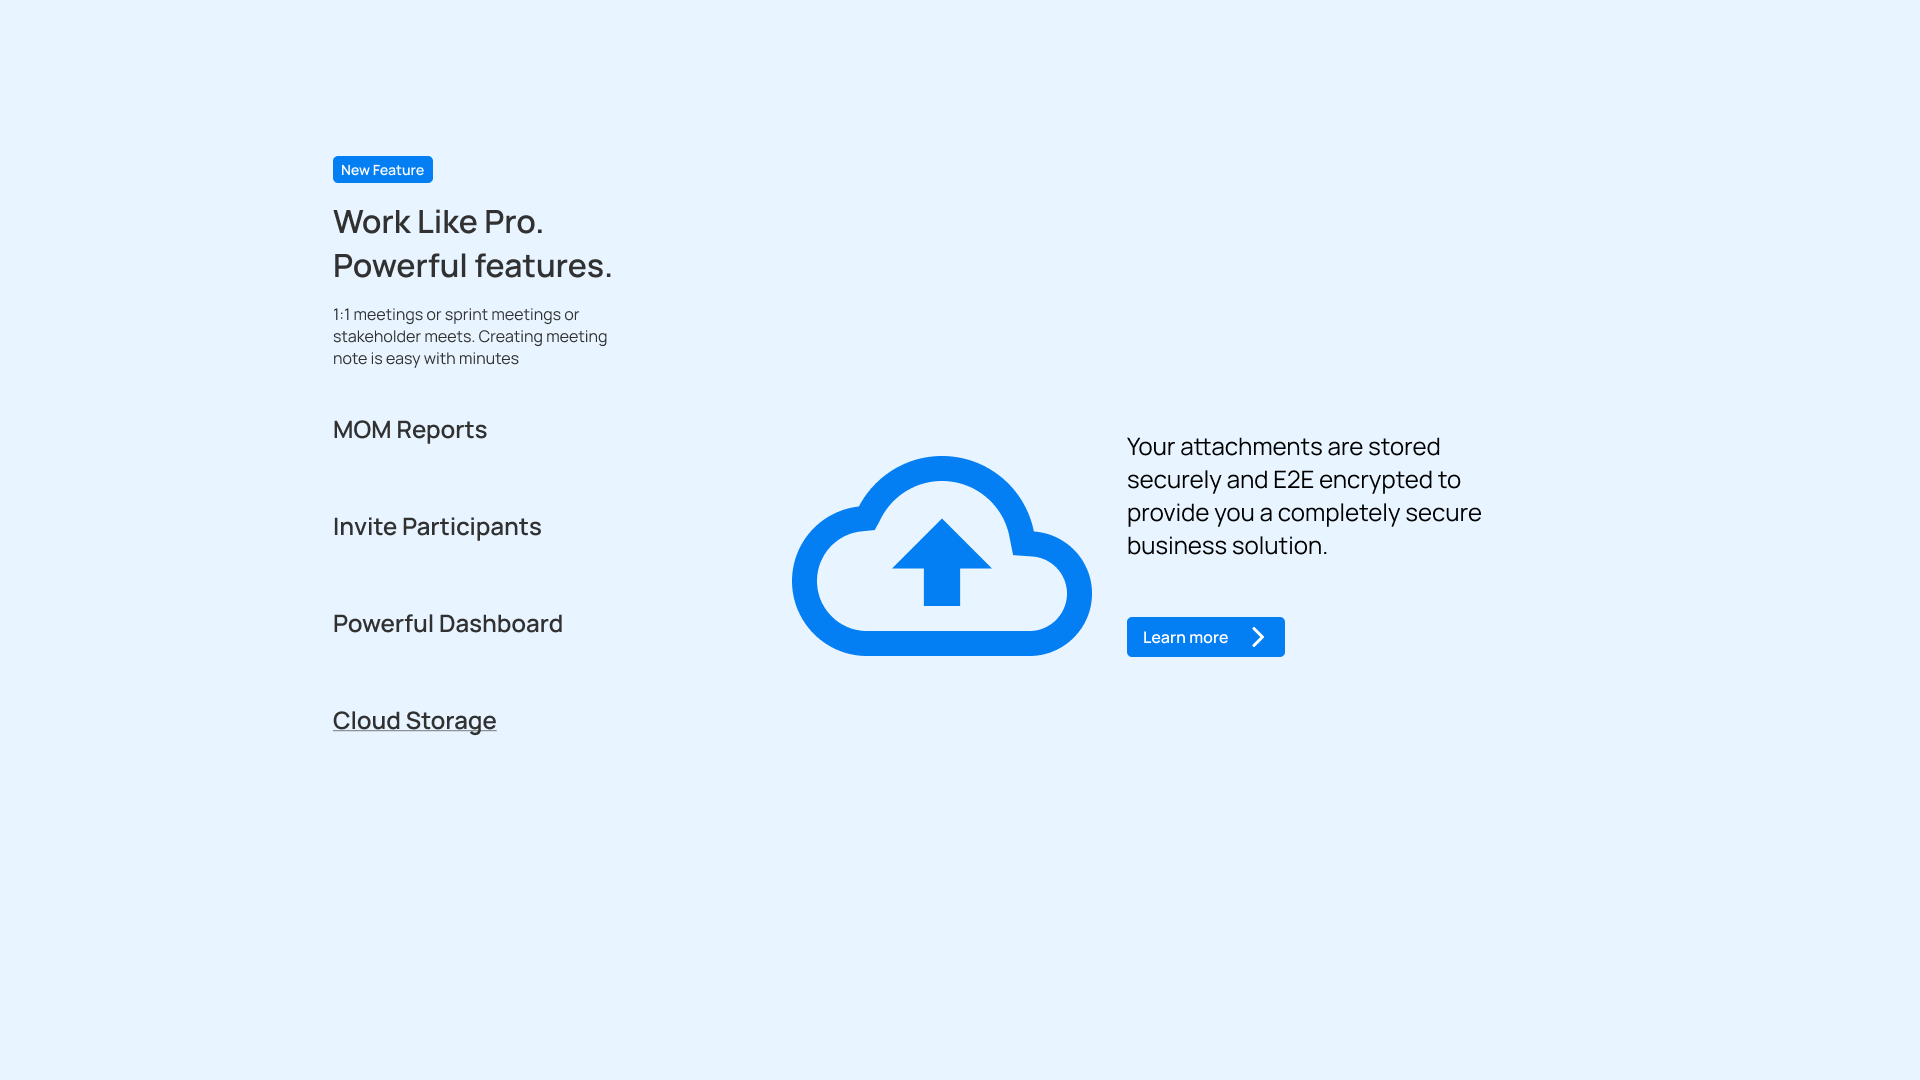 New Feature
Work Like Pro.
Powerful features.
1:1 meetings or sprint meetings or
stakeholder meets. Creating meeting
note is easy with minutes
MOM Reports
Invite Participants
Powerful Dashboard
Cloud Storage
Your attachments are stored
securely and E2E encrypted to
provide you a completely secure
business solution.
Learn more